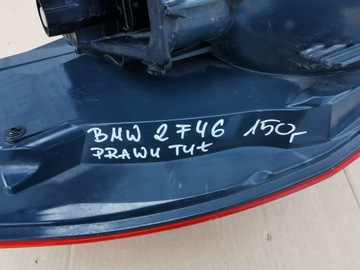 BMW 2 F46 150,-
PRAWY TYŁ